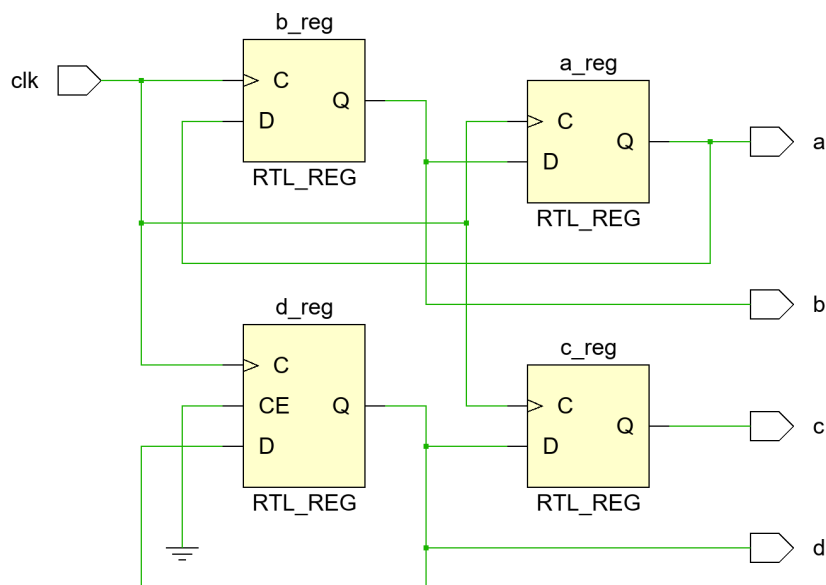 b_reg
clk
C
D
Q
RTL_REG
a_reg
C
D
Q
RTL_REG
a
b
d_reg
C
CE
D
Q
RTL_REG
c_reg
C
D
Q
RTL_REG
c
d